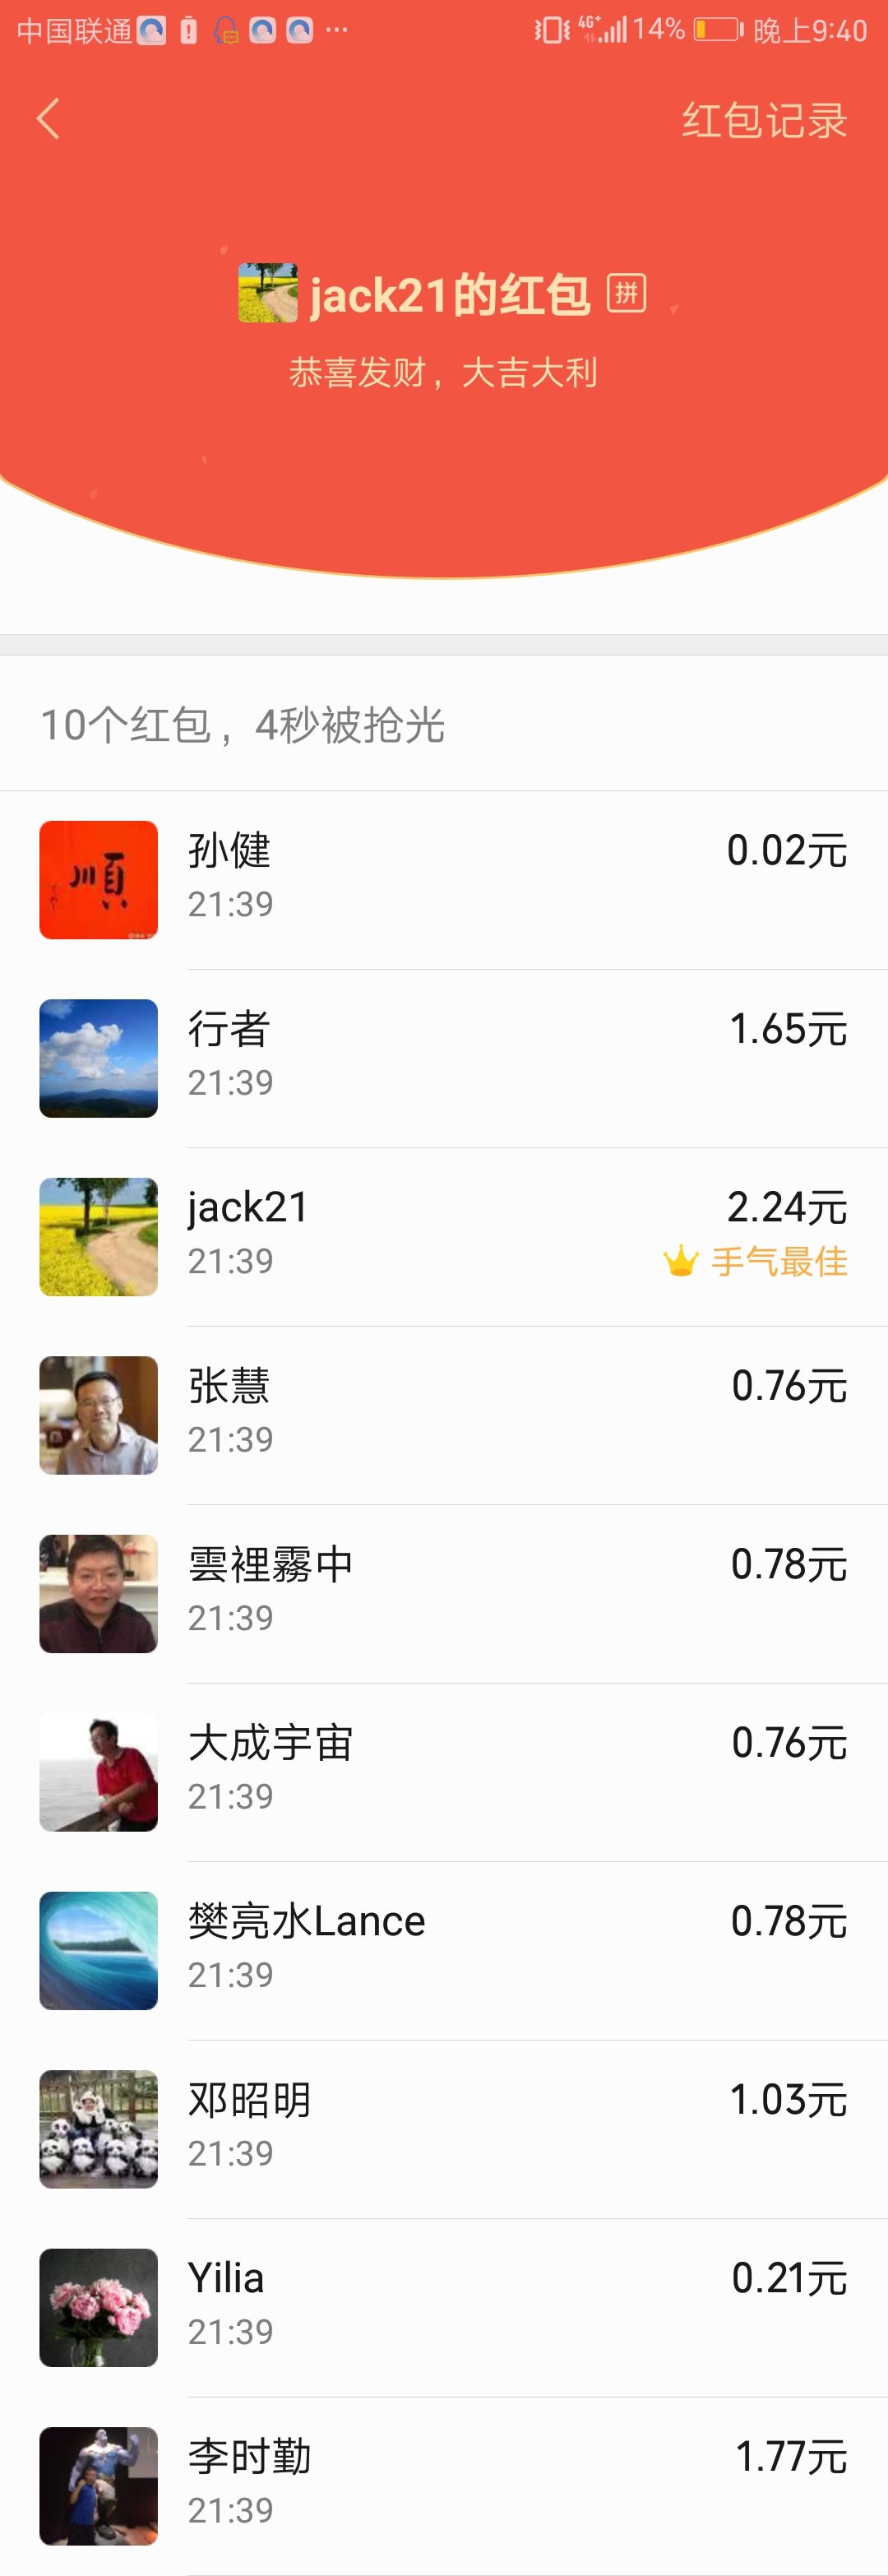 中国联通 4G+ 14% 晚上9:40
红包记录
jack21的红包 拼
恭喜发财，大吉大利
10个红包，4秒被抢光
孙健 0.02元
21:39
行者 1.65元
21:39
jack21 2.24元
21:39 手气最佳
张慧 0.76元
21:39
雲裡霧中 0.78元
21:39
大成宇宙 0.76元
21:39
樊亮水Lance 0.78元
21:39
邓昭明 1.03元
21:39
Yilia 0.21元
21:39
李时勤 1.77元
21:39
順